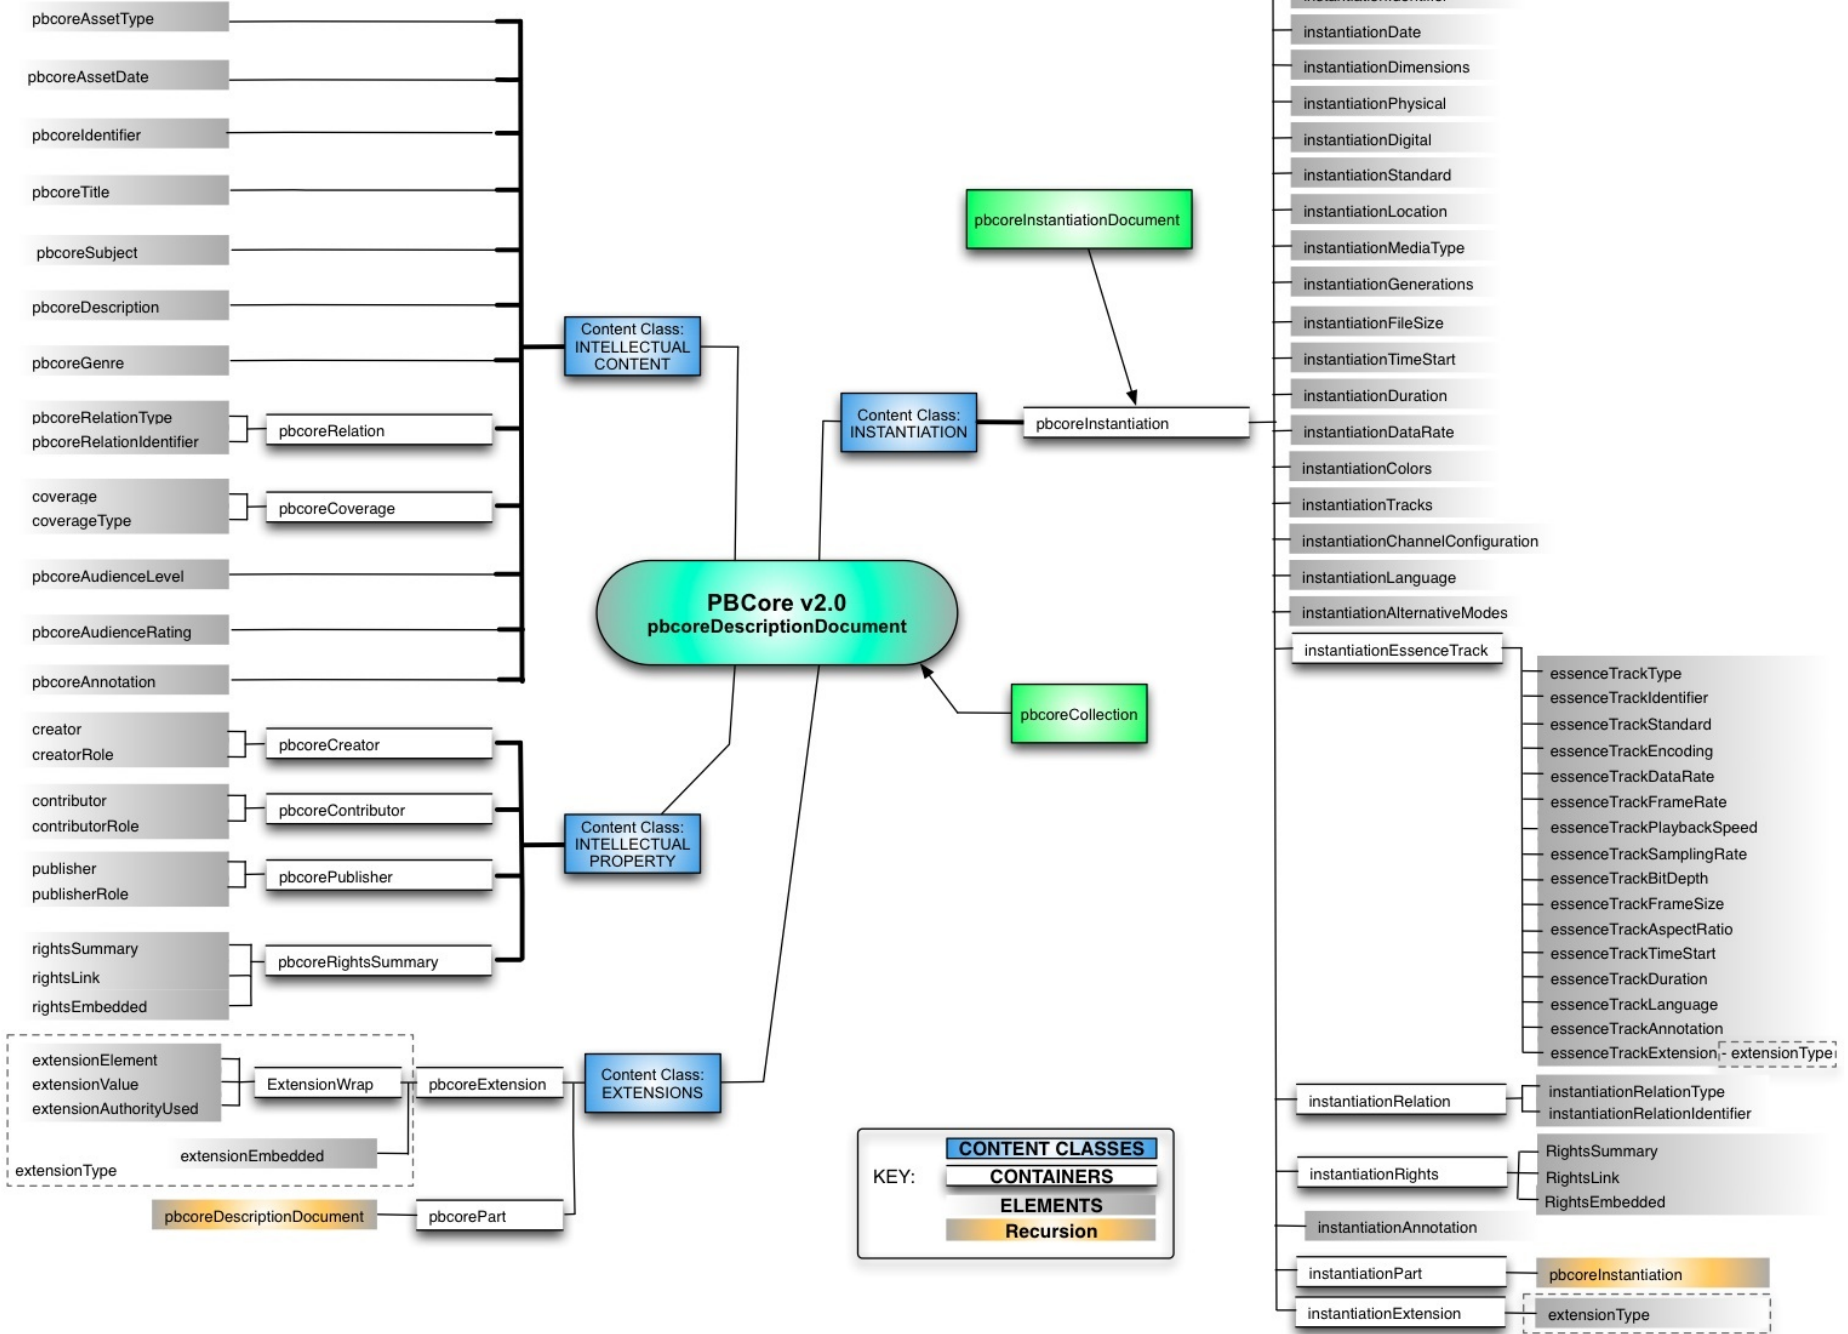 pbcoreAssetType
pbcoreAssetDate
pbcoreIdentifier
pbcoreTitle
pbcoreSubject
pbcoreDescription
pbcoreGenre
pbcoreRelationType
pbcoreRelationIdentifier
pbcoreRelation
coverage
coverageType
pbcoreCoverage
pbcoreAudienceLevel
pbcoreAudienceRating
pbcoreAnnotation
Content Class:
INTELLECTUAL
CONTENT
creator
creatorRole
pbcoreCreator
contributor
contributorRole
pbcoreContributor
publisher
publisherRole
pbcorePublisher
rightsSummary
rightsLink
rightsEmbedded
pbcoreRightsSummary
Content Class:
INTELLECTUAL
PROPERTY
extensionElement
extensionValue
extensionAuthorityUsed
ExtensionWrap
pbcoreExtension
extensionEmbedded
extensionType
pbcoreDescriptionDocument
pbcorePart
Content Class:
EXTENSIONS
PBCore v2.0
pbcoreDescriptionDocument
pbcoreCollection
pbcoreInstantiationDocument
Content Class:
INSTANTIATION
pbcoreInstantiation
instantiationDate
instantiationDimensions
instantiationPhysical
instantiationDigital
instantiationStandard
instantiationLocation
instantiationMediaType
instantiationGenerations
instantiationFileSize
instantiationTimeStart
instantiationDuration
instantiationDataRate
instantiationColors
instantiationTracks
instantiationChannelConfiguration
instantiationLanguage
instantiationAlternativeModes
instantiationEssenceTrack
essenceTrackType
essenceTrackIdentifier
essenceTrackStandard
essenceTrackEncoding
essenceTrackDataRate
essenceTrackFrameRate
essenceTrackPlaybackSpeed
essenceTrackSamplingRate
essenceTrackBitDepth
essenceTrackFrameSize
essenceTrackAspectRatio
essenceTrackTimeStart
essenceTrackDuration
essenceTrackLanguage
essenceTrackAnnotation
essenceTrackExtension - extensionType
instantiationRelation
instantiationRelationType
instantiationRelationIdentifier
instantiationRights
RightsSummary
RightsLink
RightsEmbedded
instantiationAnnotation
instantiationPart
pbcoreInstantiation
instantiationExtension
extensionType
KEY:
CONTENT CLASSES
CONTAINERS
ELEMENTS
Recursion